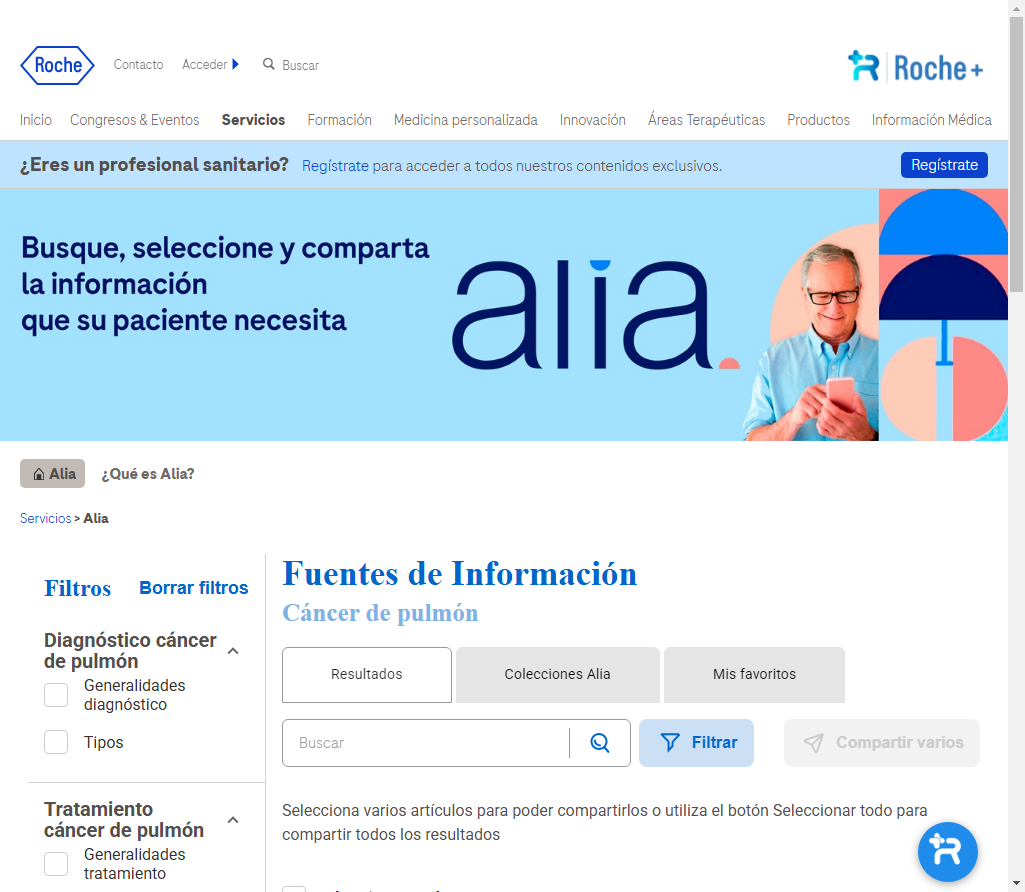 Roche
Contacto
Acceder
Buscar
Roche+
Inicio
Congresos & Eventos
Servicios
Formación
Medicina personalizada
Innovación
Áreas Terapéuticas
Productos
Información Médica
¿Eres un profesional sanitario?
Regístrate para acceder a todos nuestros contenidos exclusivos.
Regístrate
Busque, seleccione y comparta
la información
que su paciente necesita
alia.
Alia
¿Qué es Alia?
Servicios > Alia
Filtros
Borrar filtros
Diagnóstico cáncer
de pulmón
Generalidades
diagnóstico
Tipos
Tratamiento
cáncer de pulmón
Generalidades
tratamiento
Fuentes de Información
Cáncer de pulmón
Resultados
Colecciones Alia
Mis favoritos
Buscar
Filtrar
Compartir varios
Selecciona varios artículos para poder compartirlos o utiliza el botón Seleccionar todo para
compartir todos los resultados